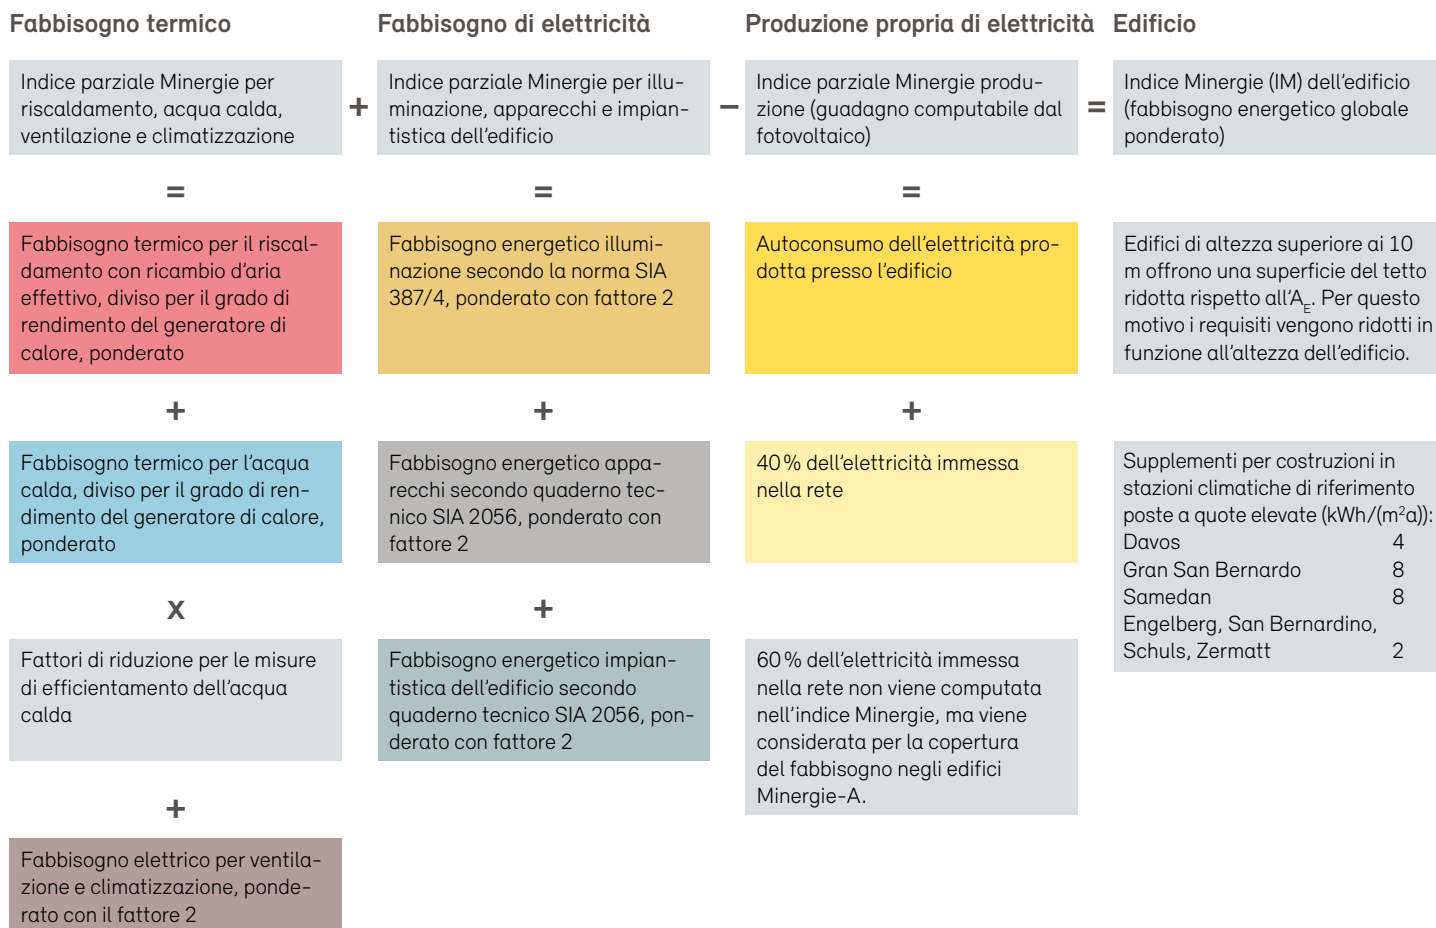 Fabbisogno termico
Indice parziale Minergie per
riscaldamento, acqua calda,
ventilazione e climatizzazione
=
Fabbisogno termico per il riscal-
damento con ricambio d'aria
effettivo, diviso per il grado di
rendimento del generatore di
calore, ponderato
+
Fabbisogno termico per l'acqua
calda, diviso per il grado di ren-
dimento del generatore di calore,
ponderato
x
Fattori di riduzione per le misure
di efficientamento dell'acqua
calda
+
Fabbisogno elettrico per ventila-
zione e climatizzazione, ponde-
rato con il fattore 2
+
Fabbisogno di elettricità
Indice parziale Minergie per illu-
minazione, apparecchi e impian-
tistica dell'edificio
=
Fabbisogno energetico illumi-
nazione secondo la norma SIA
387/4, ponderato con fattore 2
+
Fabbisogno energetico appa-
recchi secondo quaderno tec-
nico SIA 2056, ponderato con
fattore 2
+
Fabbisogno energetico impian-
tistica dell'edificio secondo
quaderno tecnico SIA 2056, pon-
derato con fattore 2
–
Produzione propria di elettricità
Indice parziale Minergie produ-
zione (guadagno computabile dal
fotovoltaico)
=
Autoconsumo dell'elettricità pro-
dotta presso l'edificio
+
40 % dell'elettricità immessa
nella rete
60 % dell'elettricità immessa
nella rete non viene computata
nell'indice Minergie, ma viene
considerata per la copertura
del fabbisogno negli edifici
Minergie-A.
=
Edificio
Indice Minergie (IM) dell'edificio
(fabbisogno energetico globale
ponderato)
Edifici di altezza superiore ai 10
m offrono una superficie del tetto
ridotta rispetto all'A_E. Per questo
motivo i requisiti vengono ridotti in
funzione all'altezza dell'edificio.
Supplementi per costruzioni in
stazioni climatiche di riferimento
poste a quote elevate (kWh/(m²a)):
Davos 4
Gran San Bernardo 8
Samedan 8
Engelberg, San Bernardino,
Schuls, Zermatt 2